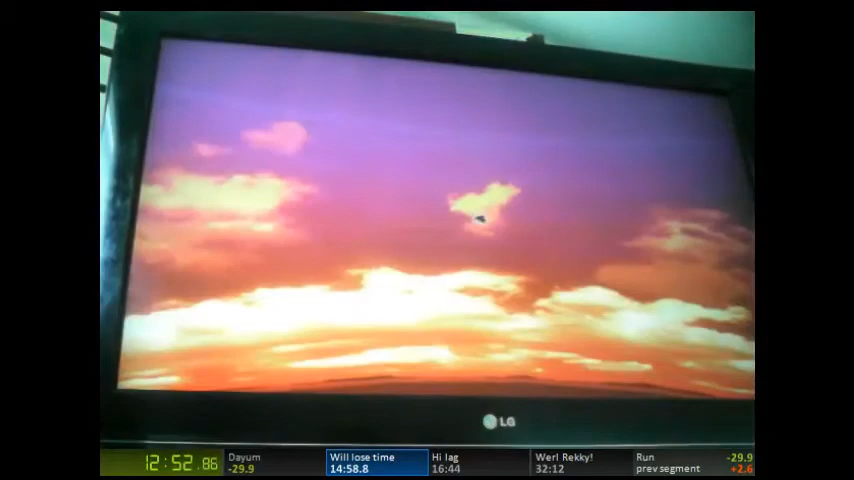 LG
12:52.86
Dayum
-29.9
Will lose time
14:58.8
Hi lag
16:44
Werl Rekky!
32:12
Run -29.9
prev segment +2.6